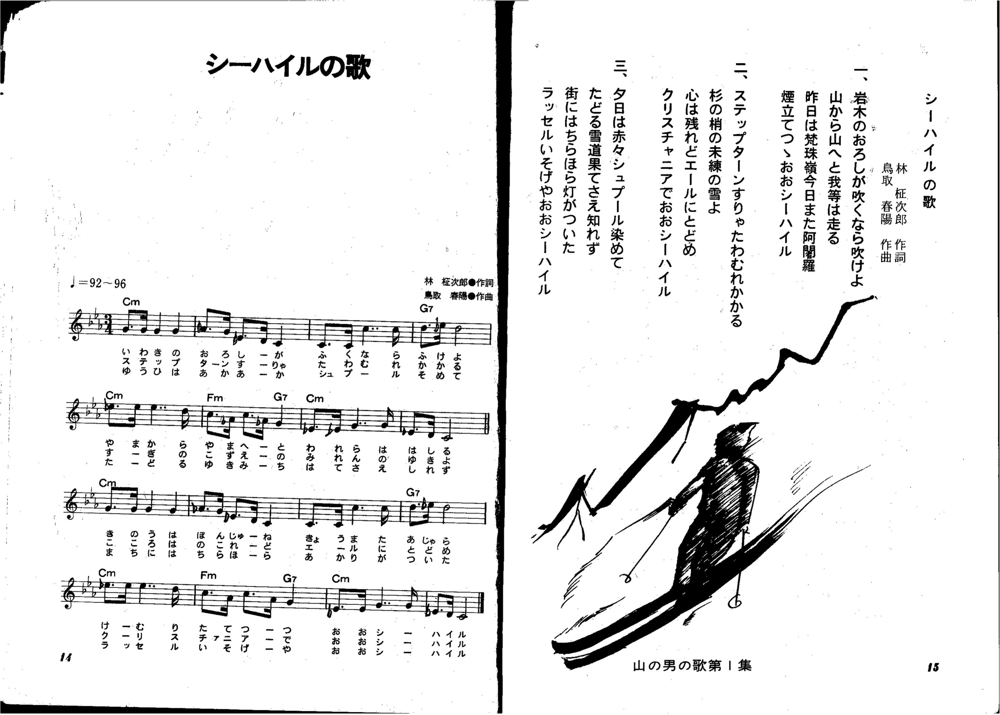 シーハイルの歌
♩=92～96
林　柾次郎●作詞
鳥取　春陽●作曲
Cm G7
いわきの おろしーが ふくなら ふけよ
ステップ ターンすーりゃ たわむれ かかる
ゆうひは あかあーか シュプール そめて
Cm Fm G7 Cm
やまから やまへーと われらは はしる
すーぎの こずえーの みれんの ゆきよ
たーどる ゆきみーち はてさえ しれず
Cm G7
きのうは ぼんじゅーね きょうまた あじゃら
こころは のこれーど エールに とどめ
まちには ちらほーら あかりが ついた
Cm Fm G7 Cm
けーむり たてつーつ おおシー ハイル
クーリス チァニアーで おおシー ハイル
ラッセル いそげーや おおシー ハイル
14
シーハイルの歌
林　柾次郎　作詞
鳥取　春陽　作曲
一、岩木のおろしが吹くなら吹けよ
山から山へと我等は走る
昨日は梵珠嶺今日また阿闍羅
煙立てつゝおおシーハイル
二、ステップターンすりゃたわむれかかる
杉の梢の未練の雪よ
心は残れどエールにとどめ
クリスチャニアでおおシーハイル
三、夕日は赤々シュプール染めて
たどる雪道果てさえ知れず
街にはちらほら灯がついた
ラッセルいそげやおおシーハイル
山の男の歌第Ⅰ集
15